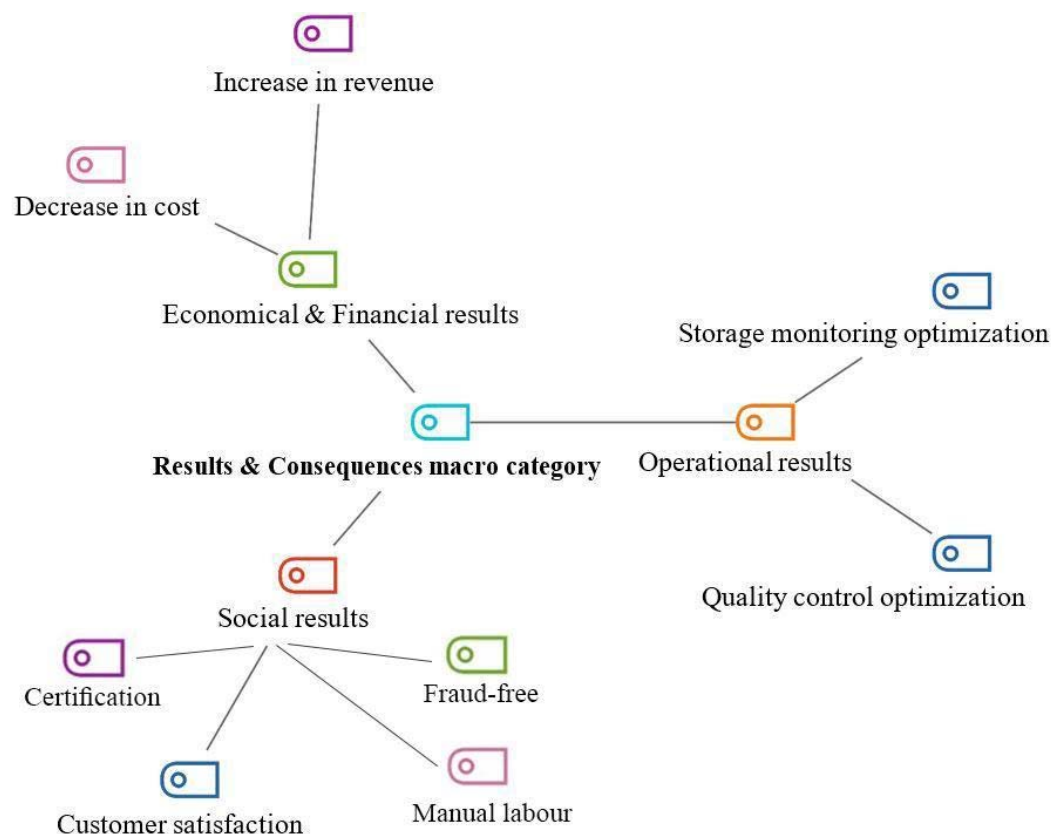 Increase in revenue
Decrease in cost
Economical & Financial results
Storage monitoring optimization
Results & Consequences macro category
Operational results
Quality control optimization
Social results
Certification
Fraud-free
Customer satisfaction
Manual labour